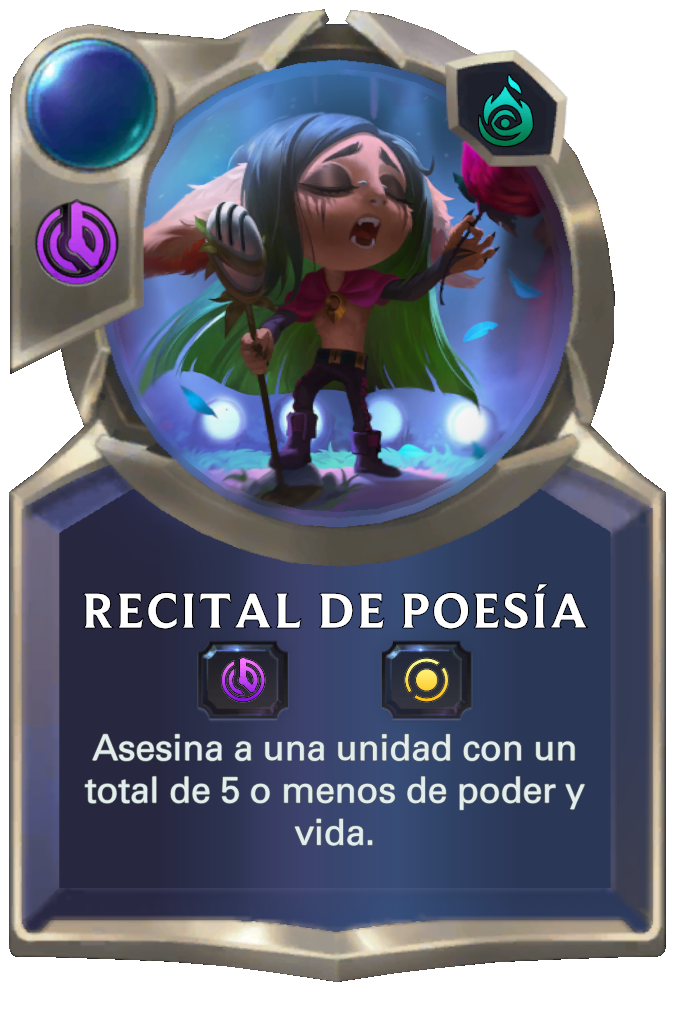 RECITAL DE POESÍA
Asesina a una unidad con un
total de 5 o menos de poder y
vida.